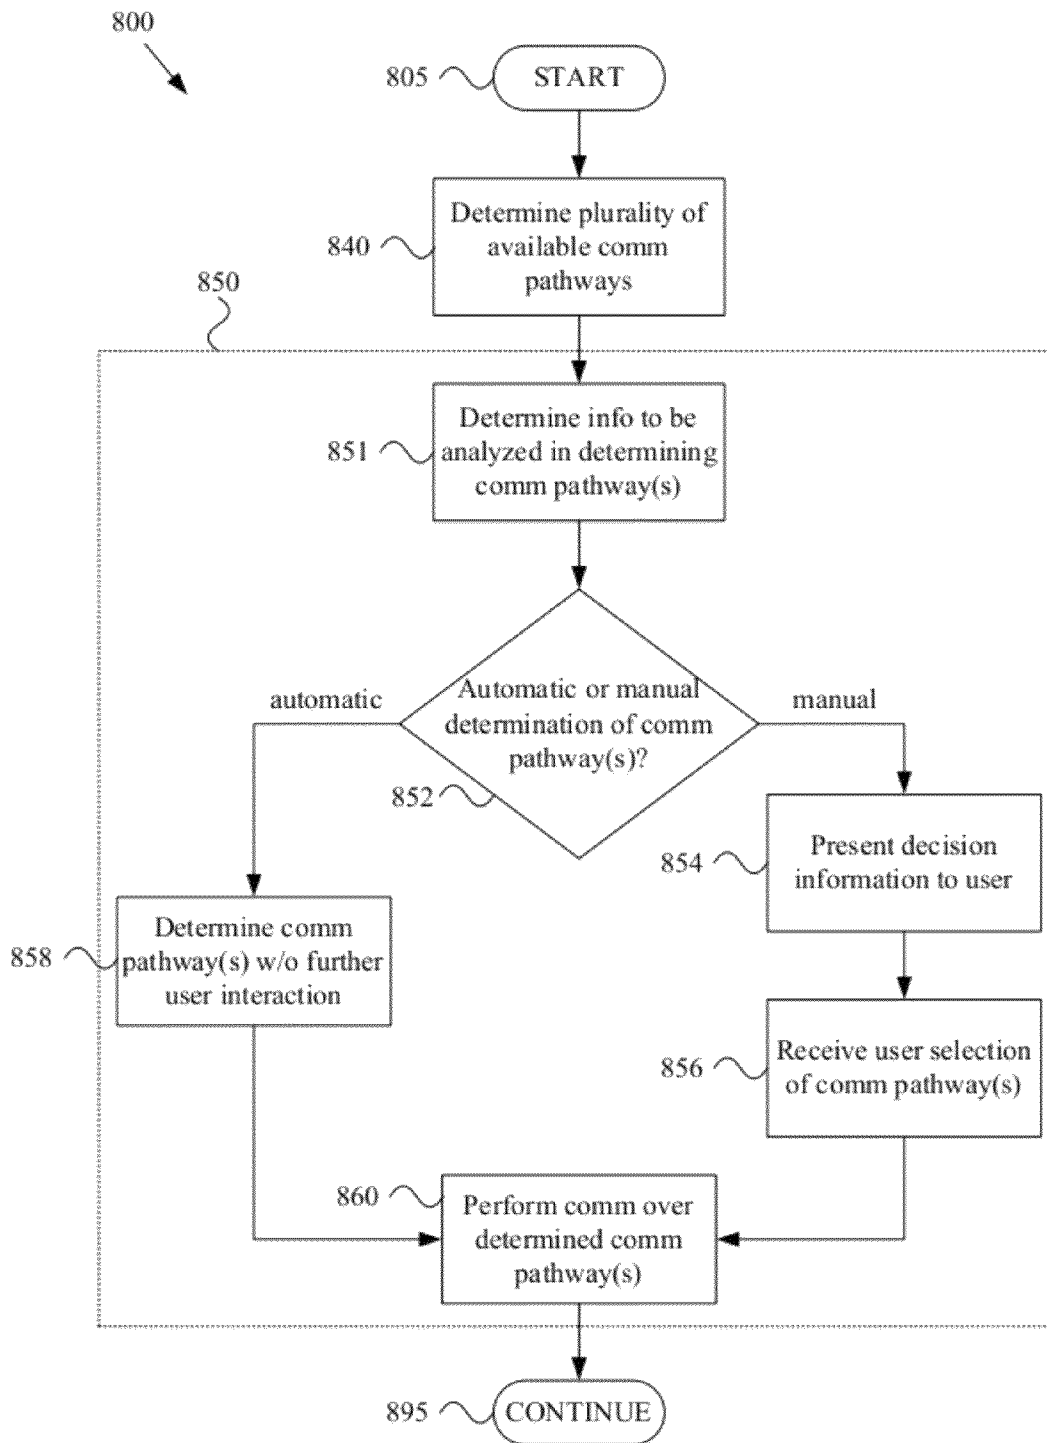 800
805
START
840
Determine plurality of
available comm
pathways
850
851
Determine info to be
analyzed in determining
comm pathway(s)
automatic
Automatic or manual
determination of comm
pathway(s)?
manual
852
854
Present decision
information to user
858
Determine comm
pathway(s) w/o further
user interaction
856
Receive user selection
of comm pathway(s)
860
Perform comm over
determined comm
pathway(s)
895
CONTINUE